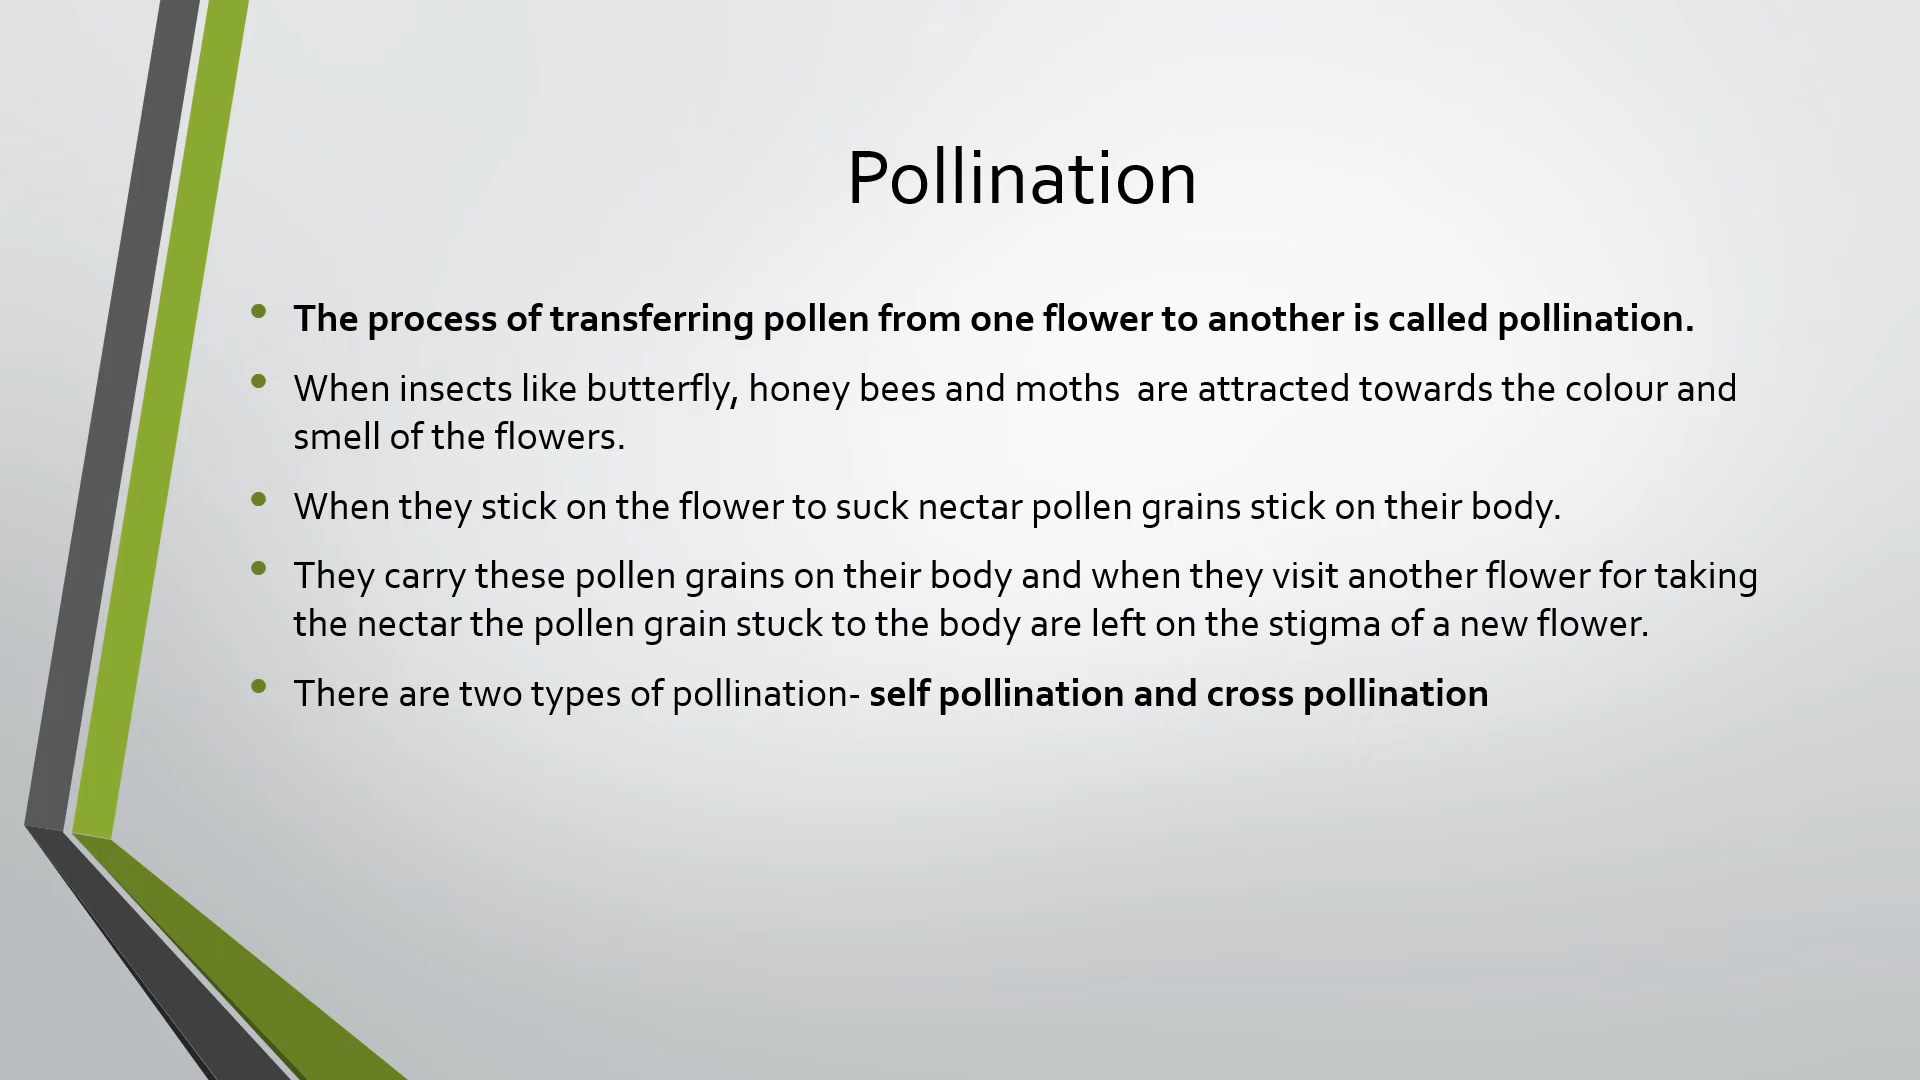 Pollination
• The process of transferring pollen from one flower to another is called pollination.
• When insects like butterfly, honey bees and moths  are attracted towards the colour and
smell of the flowers.
• When they stick on the flower to suck nectar pollen grains stick on their body.
• They carry these pollen grains on their body and when they visit another flower for taking
the nectar the pollen grain stuck to the body are left on the stigma of a new flower.
• There are two types of pollination- self pollination and cross pollination